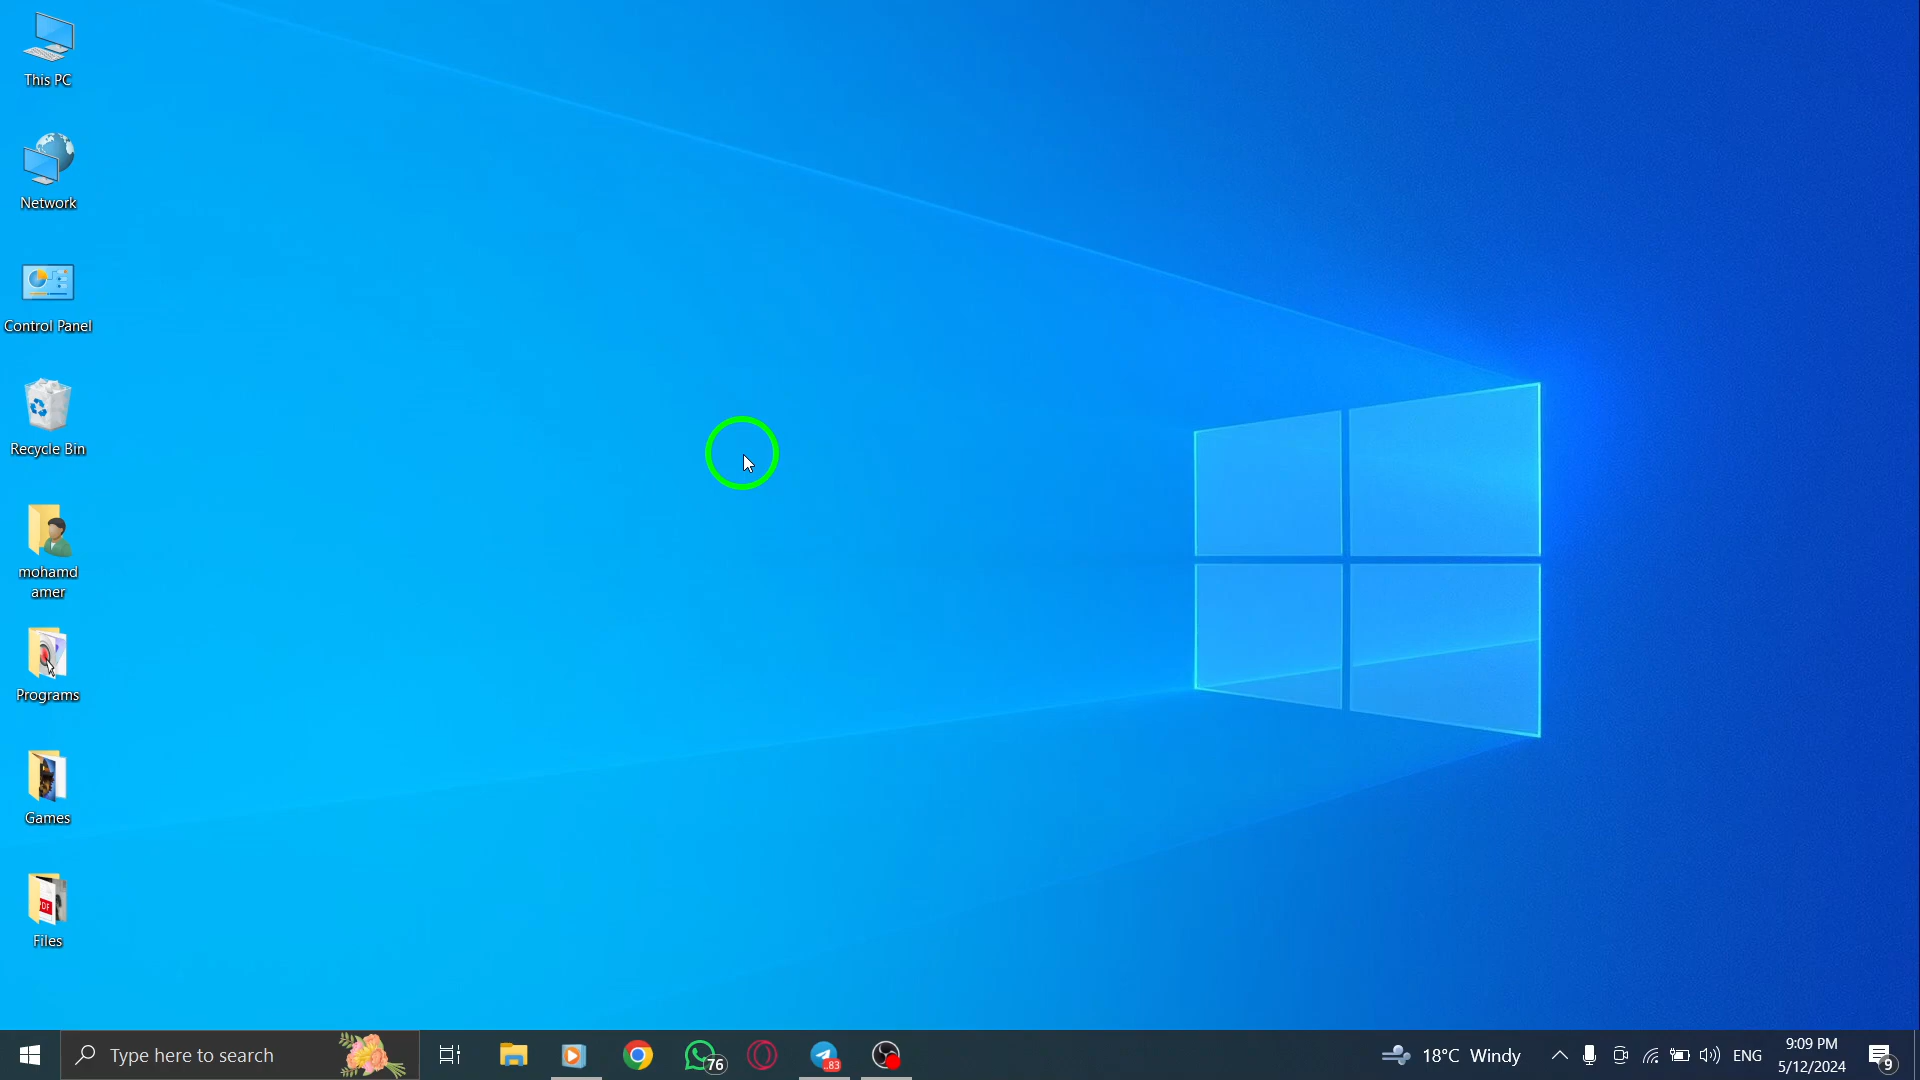 This PC
Network
Control Panel
Recycle Bin
mohamd
amer
Programs
Games
PDF
Files
Type here to search
76
.83
18°C Windy
ENG
9:09 PM
5/12/2024
9